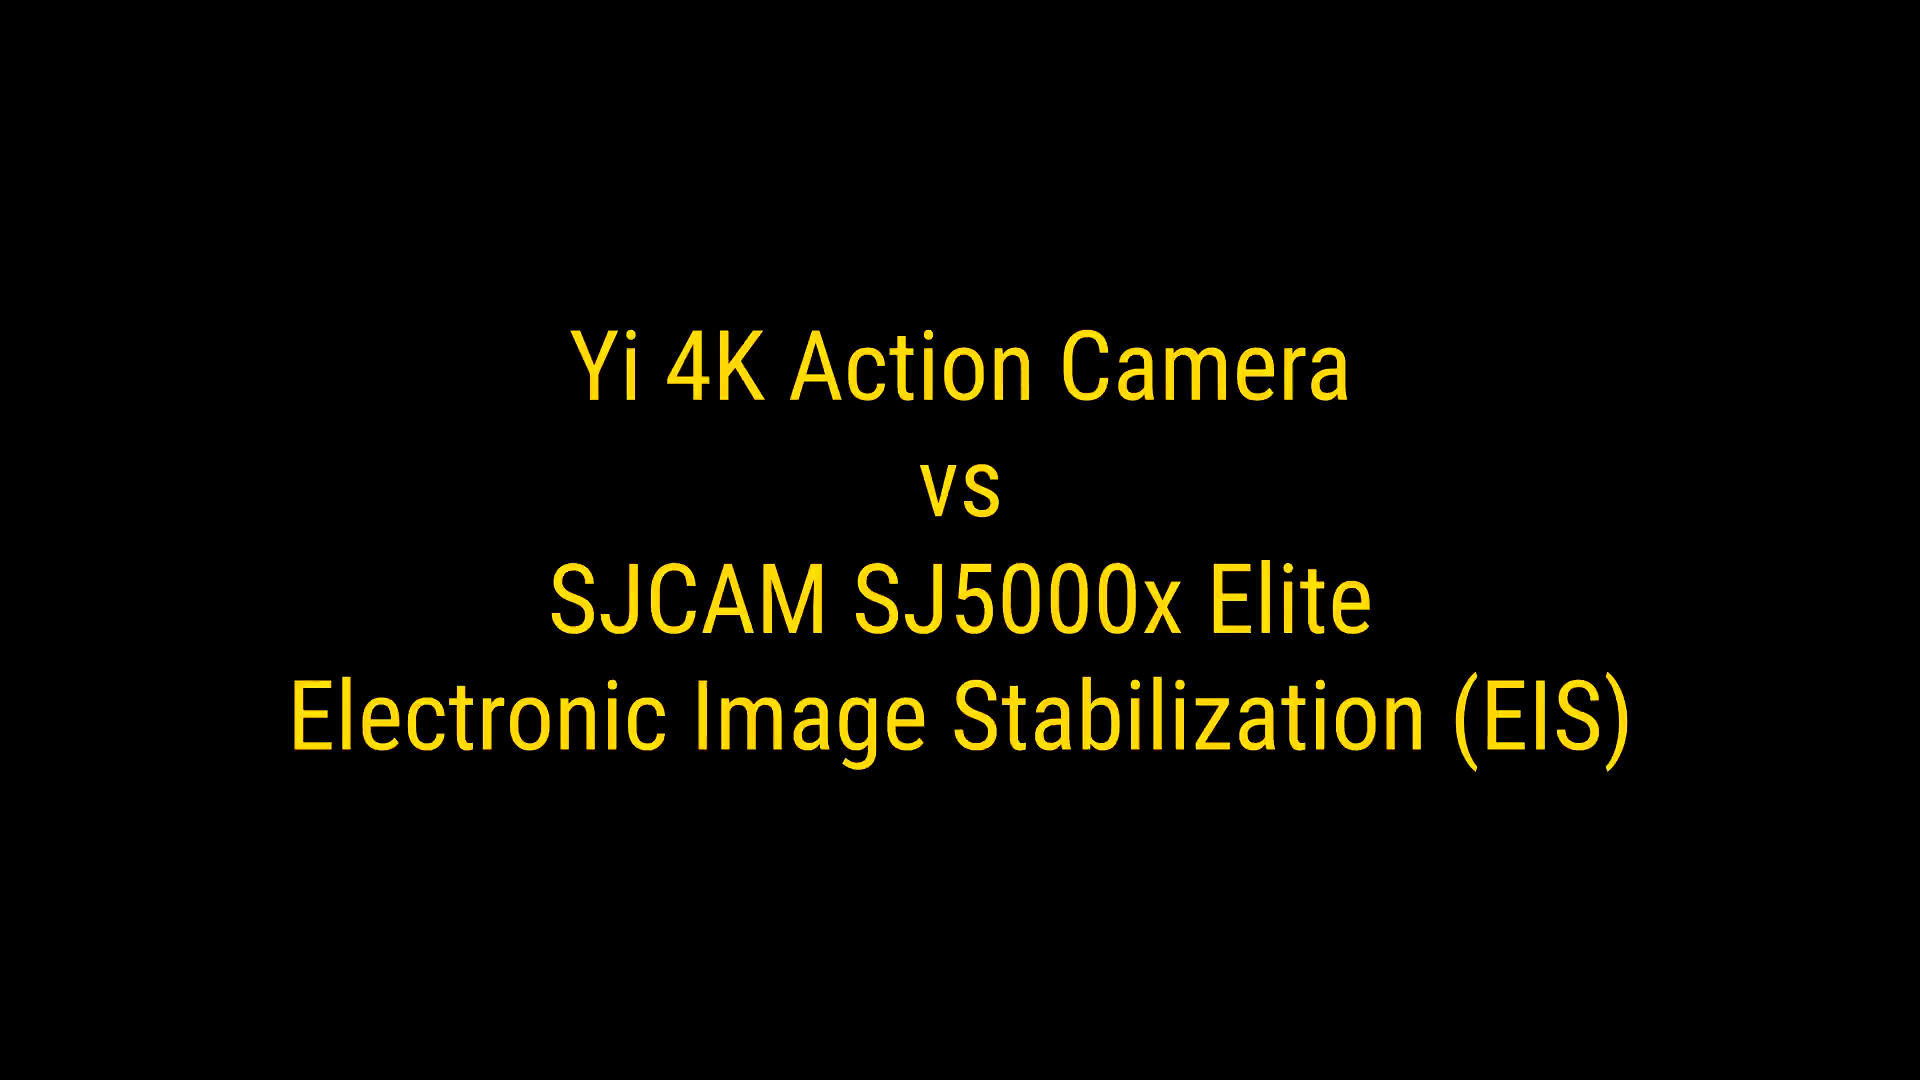 Yi 4K Action Camera
vs
SJCAM SJ5000x Elite
Electronic Image Stabilization (EIS)